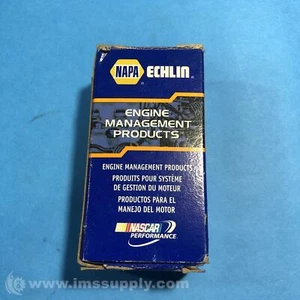 NAPA ECHLIN
ENGINE
MANAGEMENT
PRODUCTS
ENGINE MANAGEMENT PRODUCTS
PRODUITS POUR SYSTÈME
DE GESTION DU MOTEUR
PRODUCTOS PARA EL
MANEJO DEL MOTOR
NASCAR
PERFORMANCE
© www.imssupply.com